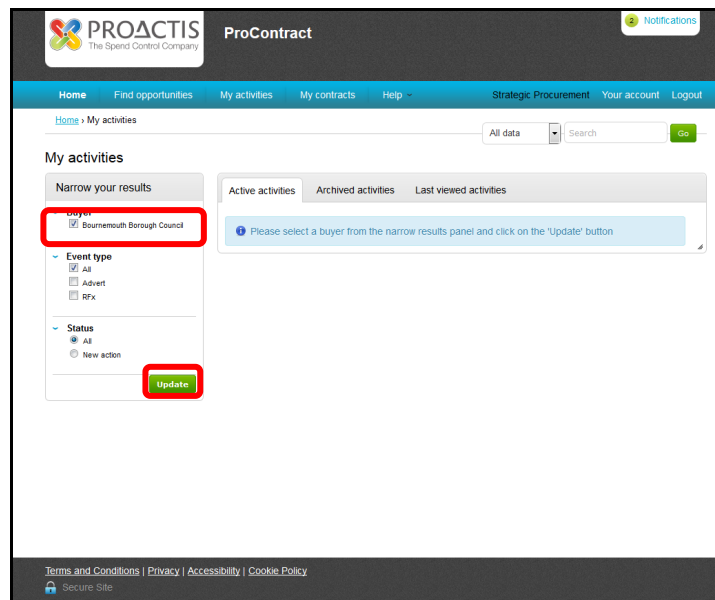 PROACTIS
The Spend Control Company
ProContract
2 Notifications
Home Find opportunities My activities My contracts Help Strategic Procurement Your account Logout
Home › My activities
All data Search Go
My activities
Narrow your results
Active activities Archived activities Last viewed activities
Buyer
Bournemouth Borough Council
Please select a buyer from the narrow results panel and click on the 'Update' button
Event type
All
Advert
RFx
Status
All
New action
Update
Terms and Conditions | Privacy | Accessibility | Cookie Policy
Secure Site